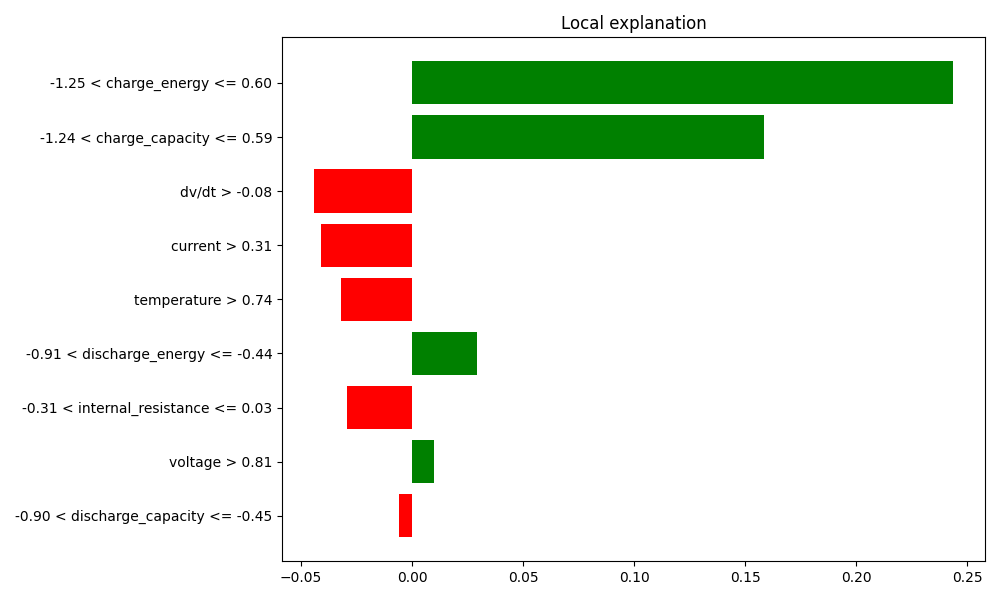 Local explanation
-1.25 < charge_energy <= 0.60
-1.24 < charge_capacity <= 0.59
dv/dt > -0.08
current > 0.31
temperature > 0.74
-0.91 < discharge_energy <= -0.44
-0.31 < internal_resistance <= 0.03
voltage > 0.81
-0.90 < discharge_capacity <= -0.45
−0.05 0.00 0.05 0.10 0.15 0.20 0.25